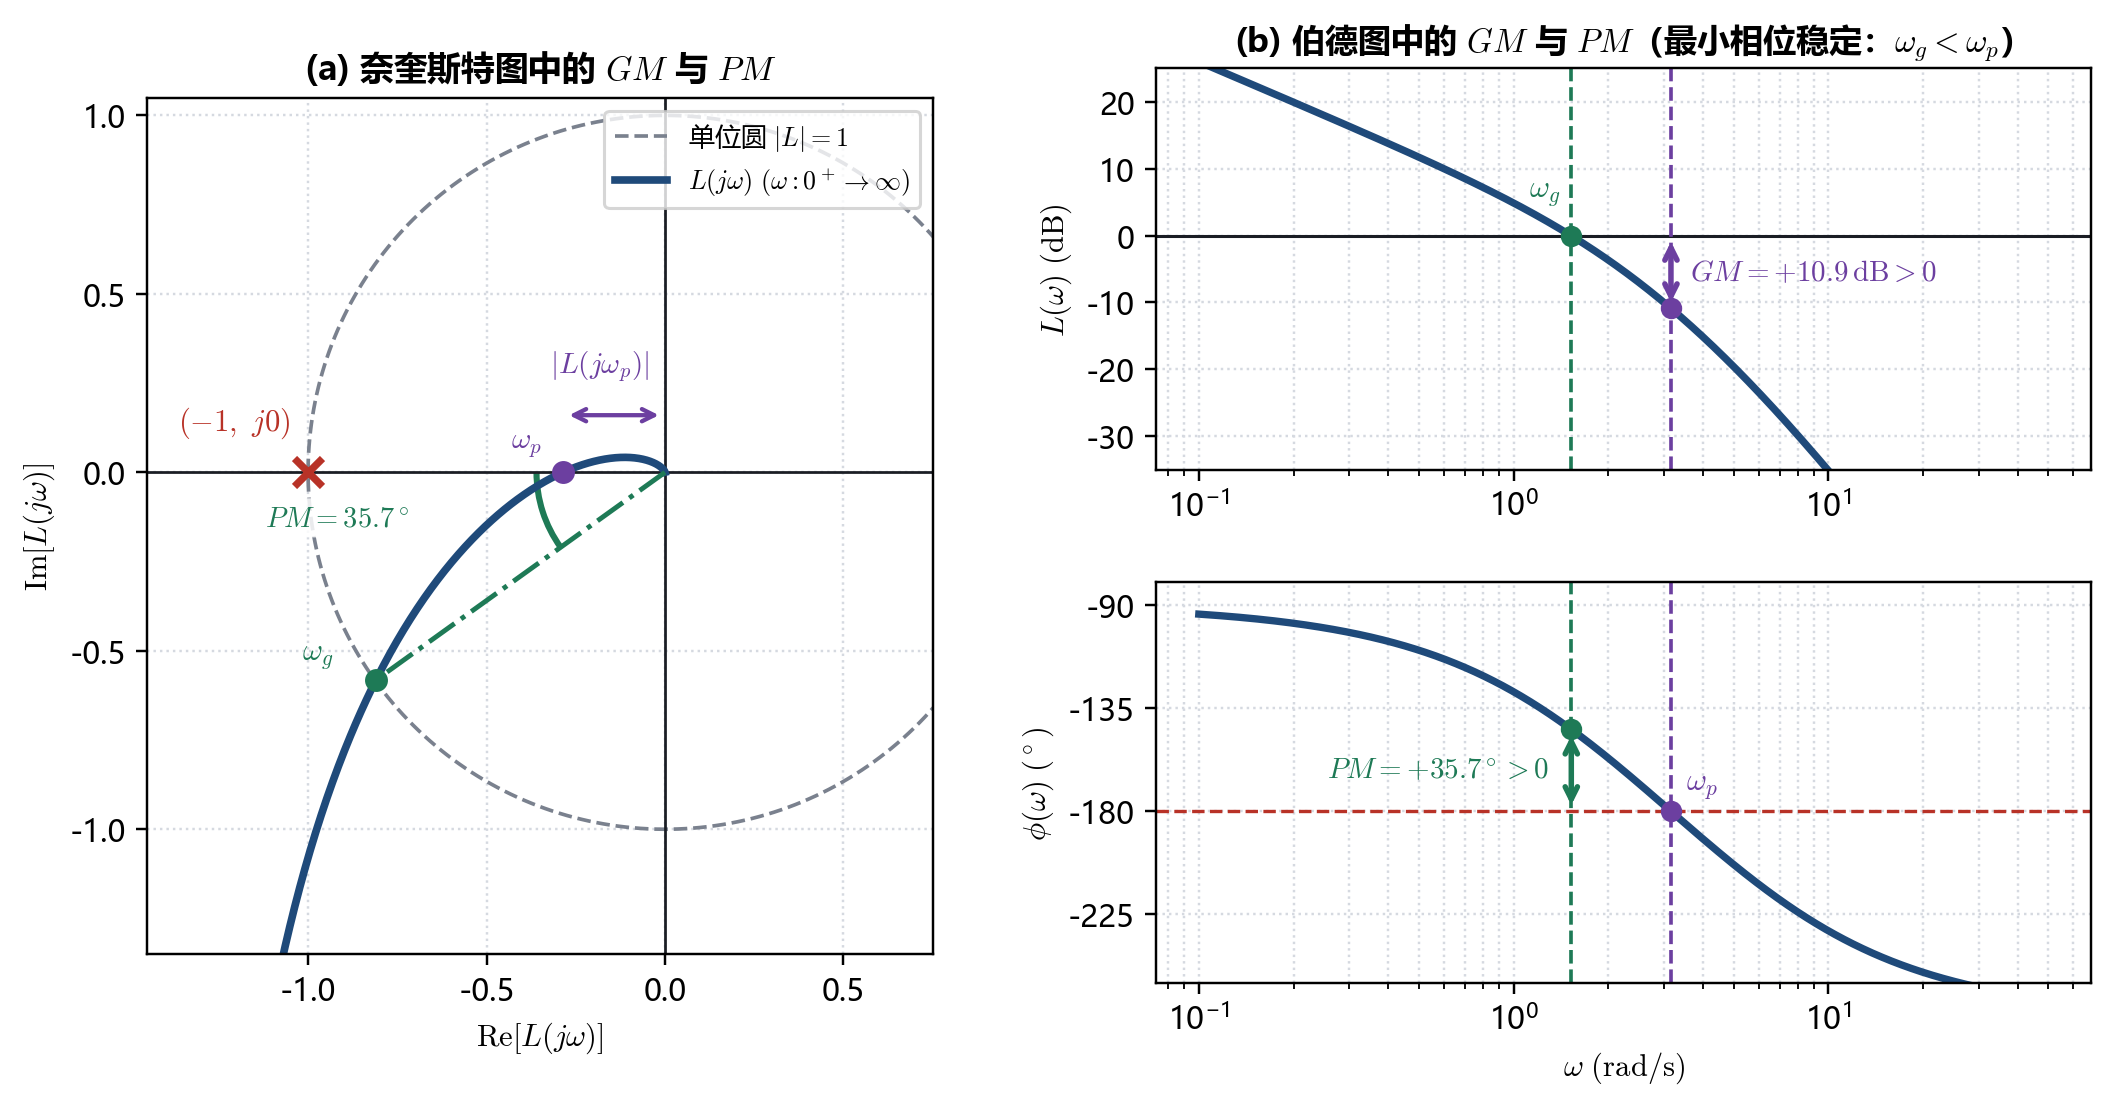 (a) 奈奎斯特图中的 GM 与 PM
单位圆 |L| = 1
L(jω) (ω : 0⁺ → ∞)
1.0
0.5
0.0
-0.5
-1.0
Im[L(jω)]
|L(jωₚ)|
(−1, j0)
ωₚ
PM = 35.7°
ω_g
-1.0
-0.5
0.0
0.5
Re[L(jω)]
(b) 伯德图中的 GM 与 PM（最小相位稳定：ω_g < ωₚ）
20
10
0
-10
-20
-30
L(ω) (dB)
ω_g
GM = +10.9 dB > 0
10⁻¹
10⁰
10¹
-90
-135
-180
-225
ϕ(ω) (°)
PM = +35.7° > 0
ωₚ
10⁻¹
10⁰
10¹
ω (rad/s)